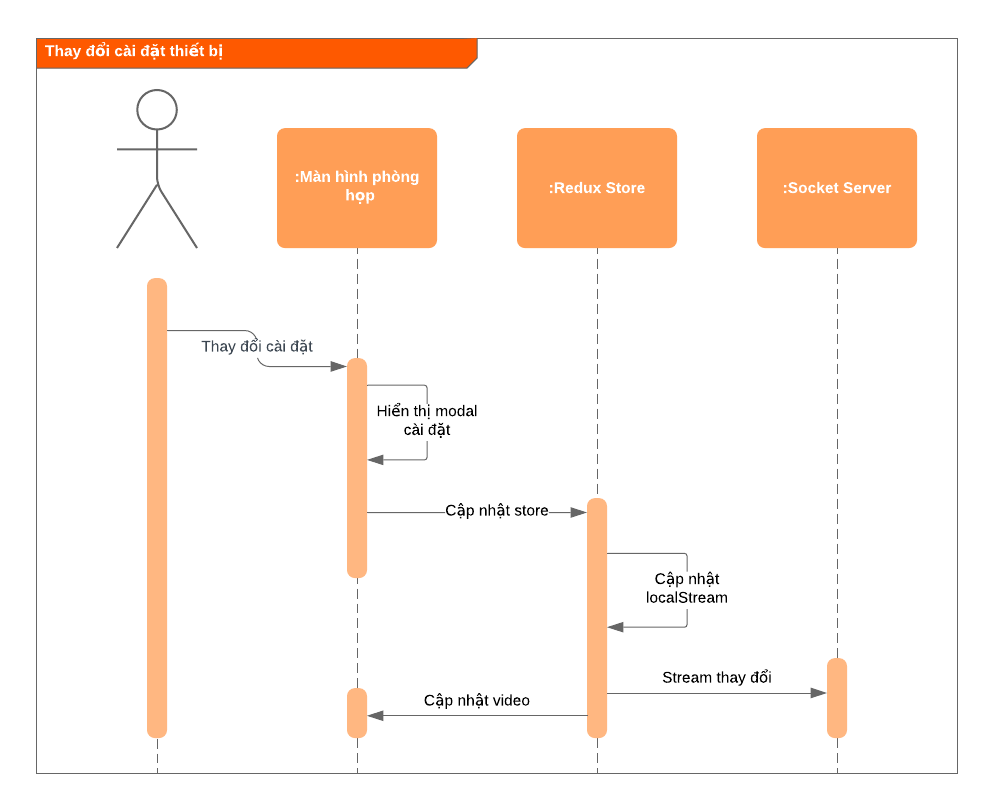 Thay đổi cài đặt thiết bị
:Màn hình phòng
họp
:Redux Store
:Socket Server
Thay đổi cài đặt
Hiển thị modal
cài đặt
Cập nhật store
Cập nhật
localStream
Stream thay đổi
Cập nhật video